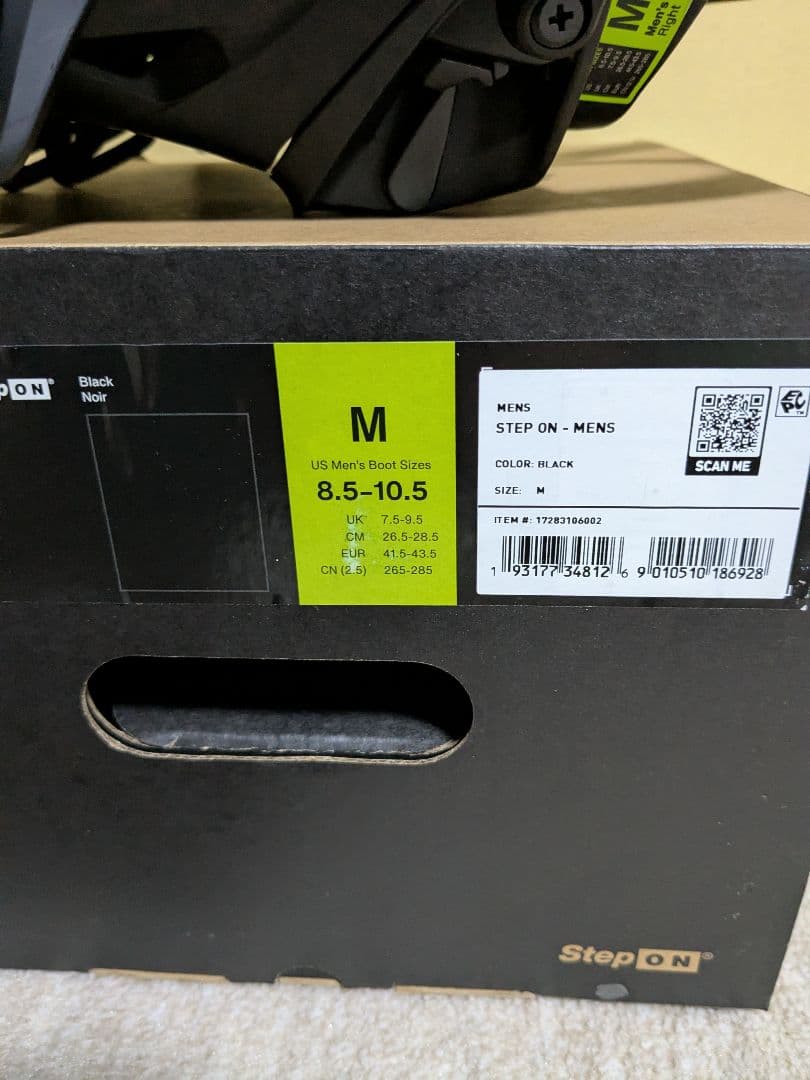 M
Men's
Right
pON®
Black
Noir
M
US Men's Boot Sizes
8.5–10.5
UK 7.5-9.5
CM 26.5-28.5
EUR 41.5-43.5
CN (2.5) 265-285
MENS
STEP ON - MENS
COLOR: BLACK
SIZE: M
SCAN ME
ITEM #: 17283106002
1 93177 34812 6
9 010510 186928
Step ON®